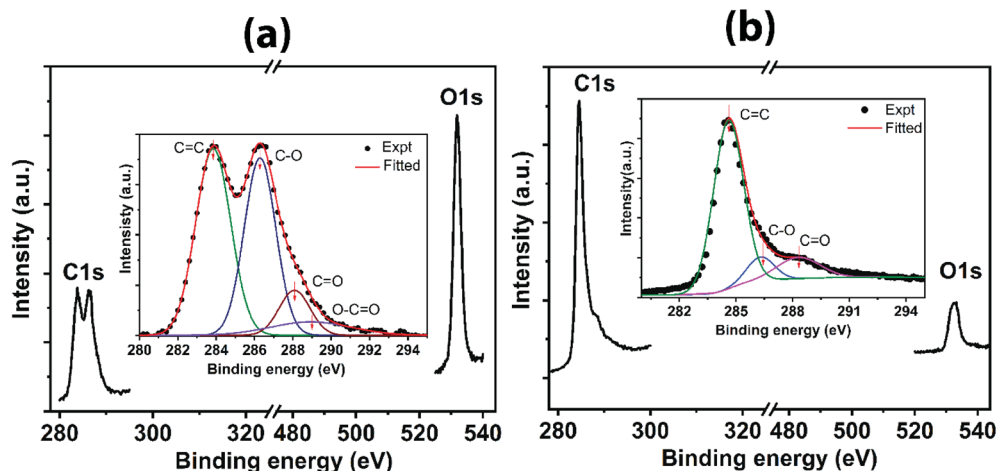 (a)
(b)
O1s
C1s
Intensity (a.u.)
C=C
C-O
C=O
O-C=O
Expt
Fitted
Intensisty (a.u.)
280 282 284 286 288 290 292 294
Binding energy (eV)
280 300 320 480 500 520 540
Binding energy (eV)
C1s
O1s
Intensity (a.u.)
C=C
C-O
C=O
Expt
Fitted
Intensity(a.u.)
282 285 288 291 294
Binding energy (eV)
280 300 320 480 500 520 540
Binding energy (eV)